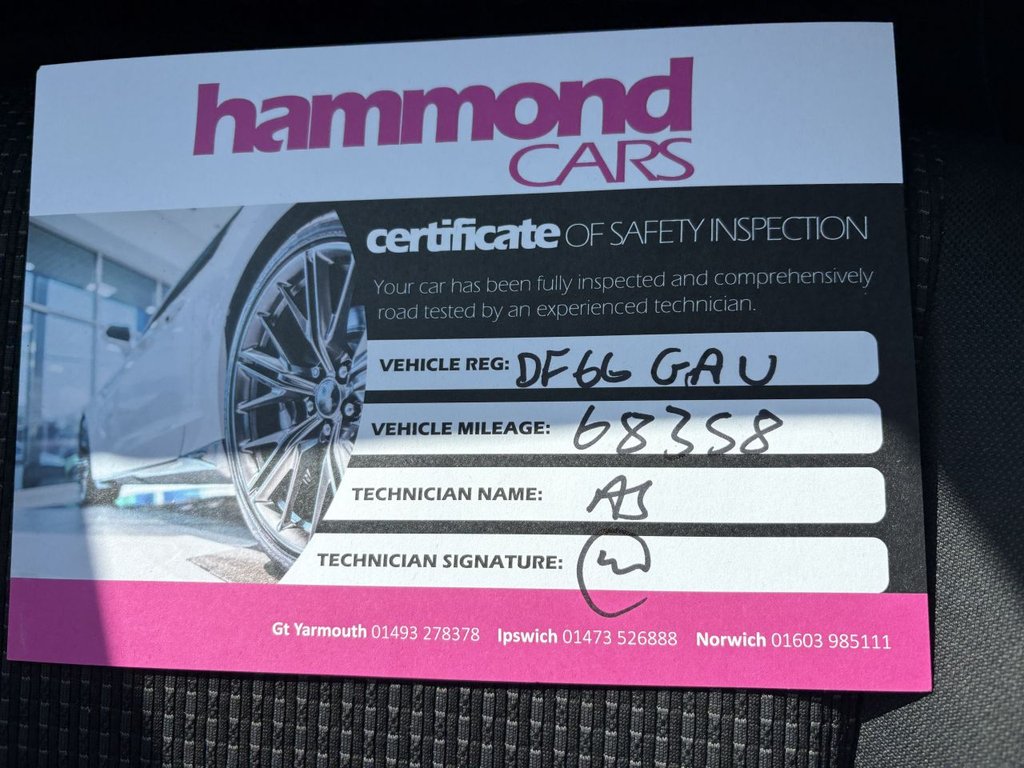 hammond
CARS
certificate OF SAFETY INSPECTION
Your car has been fully inspected and comprehensively
road tested by an experienced technician.
VEHICLE REG: DF66 GAU
VEHICLE MILEAGE: 68358
TECHNICIAN NAME: AJ
TECHNICIAN SIGNATURE:
Gt Yarmouth 01493 278378 Ipswich 01473 526888 Norwich 01603 985111